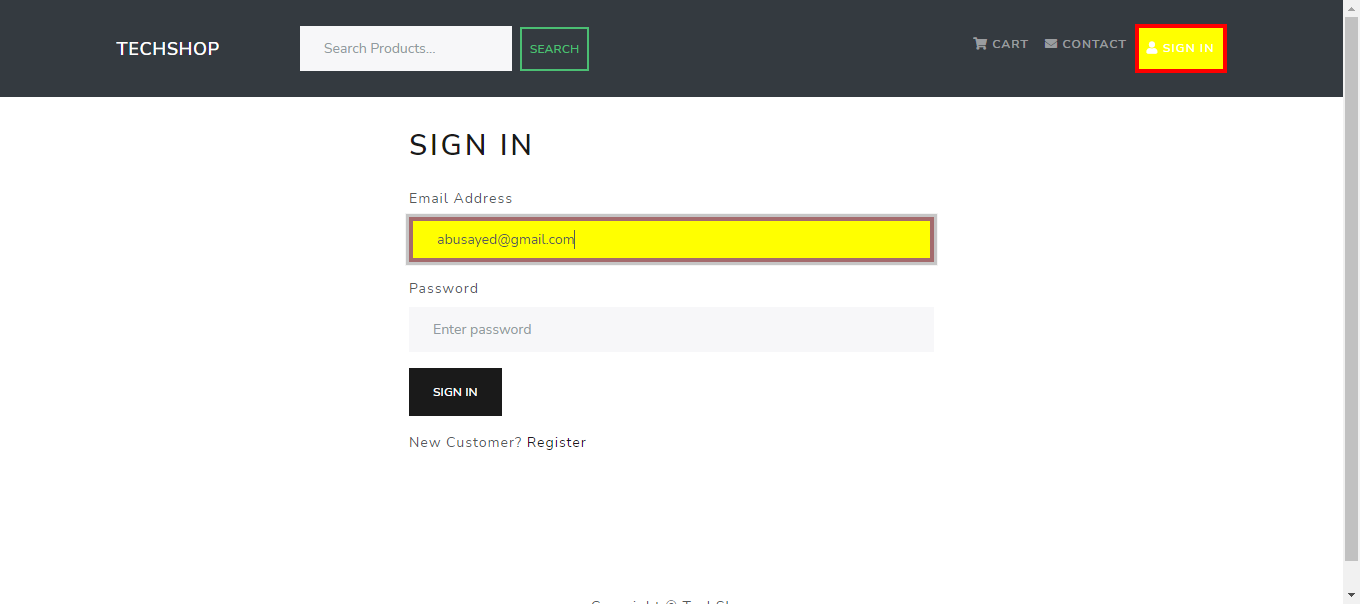 TECHSHOP
Search Products...
SEARCH
CART
CONTACT
SIGN IN
SIGN IN
Email Address
abusayed@gmail.com
Password
Enter password
SIGN IN
New Customer? Register